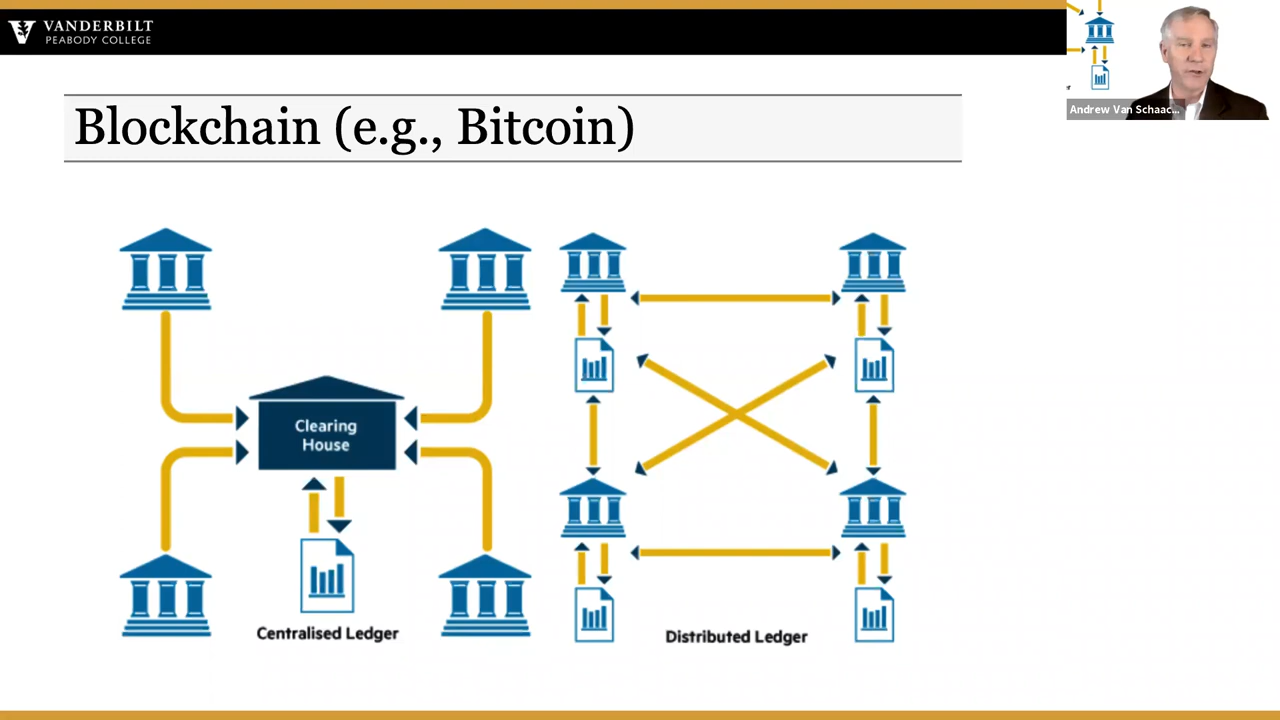 VANDERBILT
PEABODY COLLEGE
Andrew Van Schaac...
Blockchain (e.g., Bitcoin)
Clearing
House
Centralised Ledger
Distributed Ledger